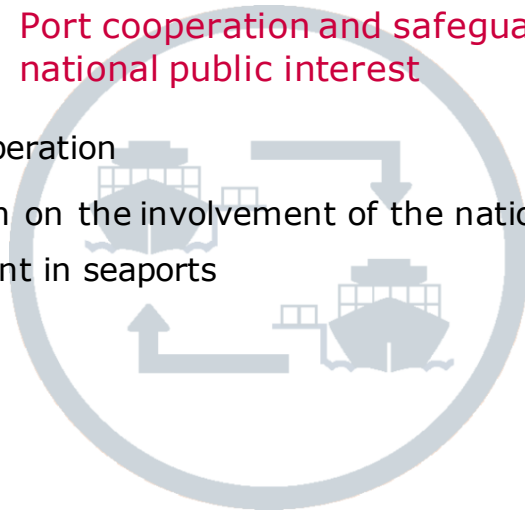 Port cooperation and safegua
national public interest
peration
n on the involvement of the natio
nt in seaports